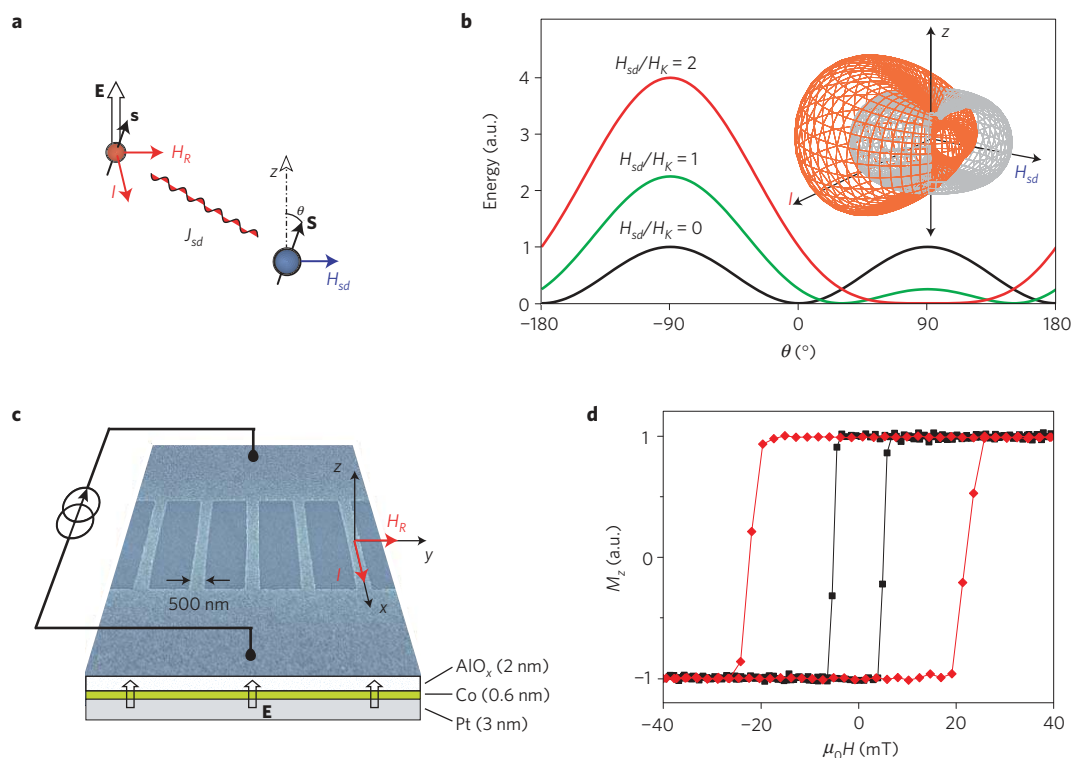 a
E
s
H_R
I
J_sd
z
θ
S
H_sd
b
Energy (a.u.)
4
3
2
1
0
H_sd/H_K = 2
H_sd/H_K = 1
H_sd/H_K = 0
z
I
H_sd
−180
−90
0
90
180
θ (°)
c
z
H_R
y
I
x
500 nm
AlO_x (2 nm)
Co (0.6 nm)
Pt (3 nm)
E
d
M_z (a.u.)
1
0
−1
−40
−20
0
20
40
μ_0H (mT)